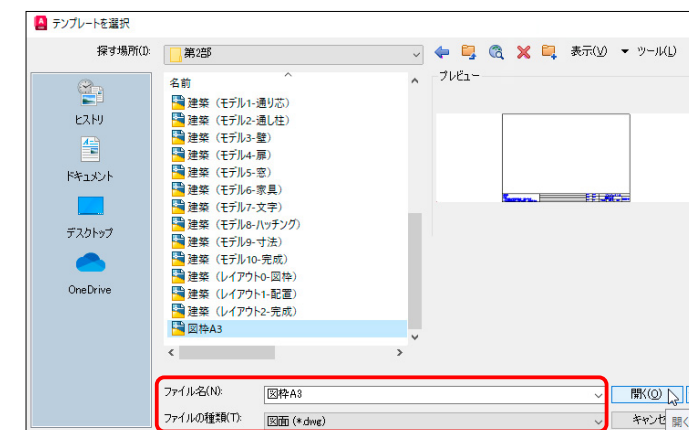 テンプレートを選択
探す場所(I):
第2部
表示(V)
ツール(L)
ヒストリ
ドキュメント
デスクトップ
OneDrive
名前
建築（モデル1-通り芯）
建築（モデル2-通し柱）
建築（モデル3-壁）
建築（モデル4-扉）
建築（モデル5-窓）
建築（モデル6-家具）
建築（モデル7-文字）
建築（モデル8-ハッチング）
建築（モデル9-寸法）
建築（モデル10-完成）
建築（レイアウト0-図枠）
建築（レイアウト1-配置）
建築（レイアウト2-完成）
図枠A3
プレビュー
ファイル名(N):
図枠A3
開く(O)
ファイルの種類(T):
図面 (*.dwg)
キャンセ
開く